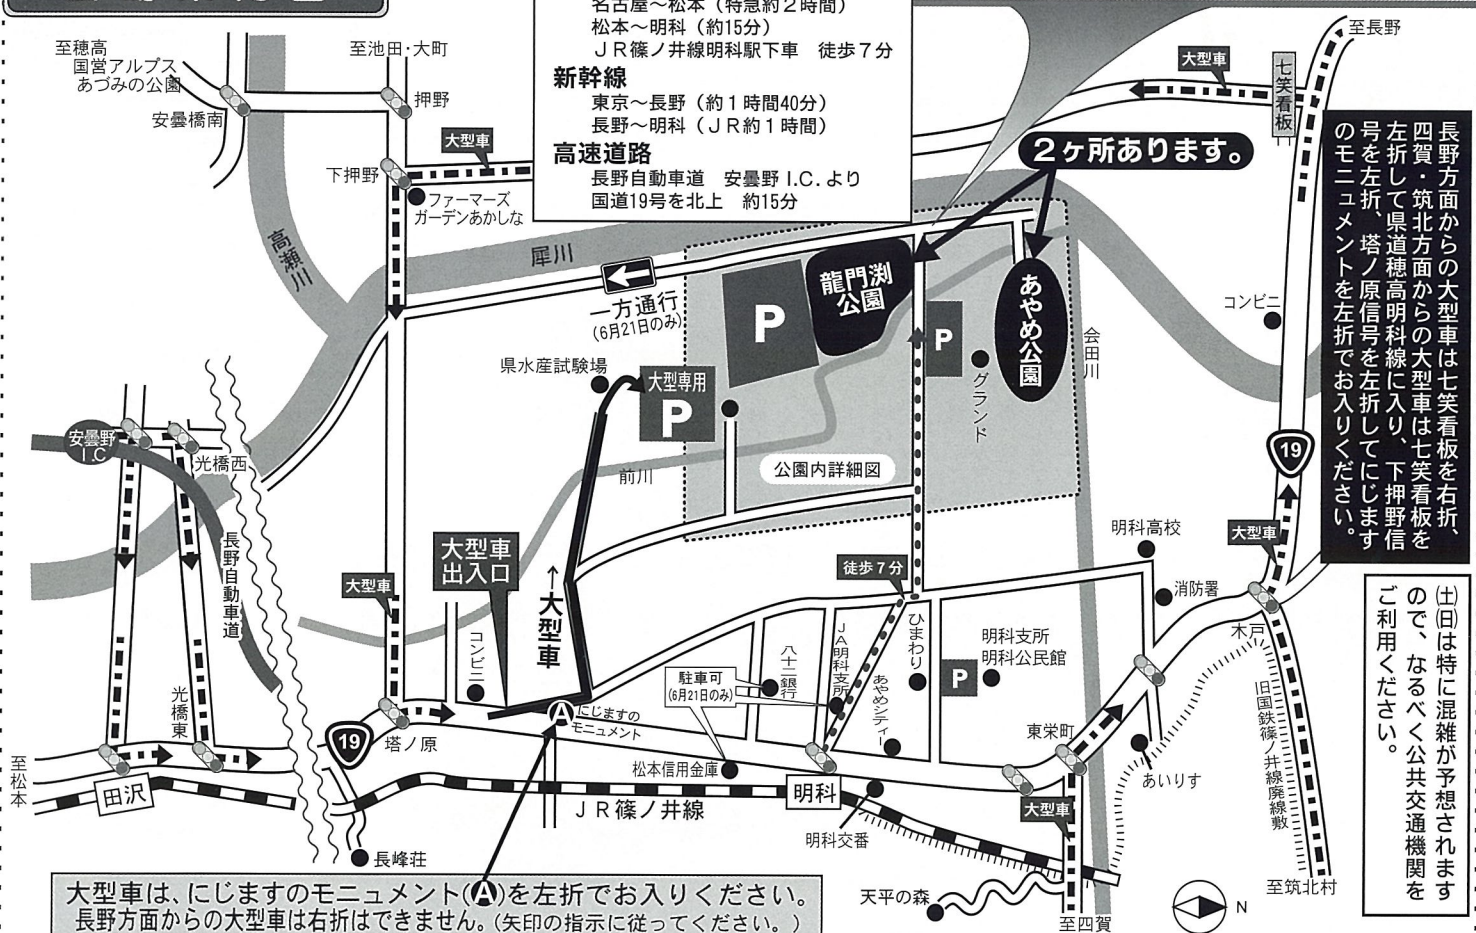 名古屋～松本（特急約２時間）
松本～明科（約15分）
ＪＲ篠ノ井線明科駅下車　徒歩７分
新幹線
東京～長野（約１時間40分）
長野～明科（ＪＲ約１時間）
高速道路
長野自動車道　安曇野 I.C. より
国道19号を北上　約15分
至穂高
国営アルプス
あづみの公園
安曇橋南
至池田・大町
押野
大型車
下押野
ファーマーズ
ガーデンあかしな
高瀬川
犀川
一方通行
(6月21日のみ)
２ヶ所あります。
大型車
七笑看板
至長野
長野方面からの大型車は七笑看板を右折、
四賀・筑北方面からの大型車は七笑看板を
左折して県道穂高明科線に入り、下押野信
号を左折、塔ノ原信号を左折してにじます
のモニュメントを左折でお入りください。
P
龍門渕
公園
P
あやめ公園
グランド
会田川
コンビニ
県水産試験場
大型専用
P
前川
公園内詳細図
安曇野
I.C
光橋西
長野自動車道
光橋東
大型車
大型車
出入口
→大型車
コンビニ
徒歩７分
明科高校
消防署
大型車
19
木戸
㈯㈰は特に混雑が予想されます
ので、なるべく公共交通機関を
ご利用ください。
ひまわり
ＪＡ明科支所
八十二銀行
駐車可
(6月21日のみ)
あやめシティー
P
明科支所
明科公民館
東栄町
旧国鉄篠ノ井線廃線敷
A
にじますの
モニュメント
19
塔ノ原
松本信用金庫
あいりす
至松本
田沢
ＪＲ篠ノ井線
明科
大型車
明科交番
長峰荘
天平の森
至四賀
至筑北村
N
大型車は、にじますのモニュメント(A)を左折でお入りください。
長野方面からの大型車は右折はできません。（矢印の指示に従ってください。）